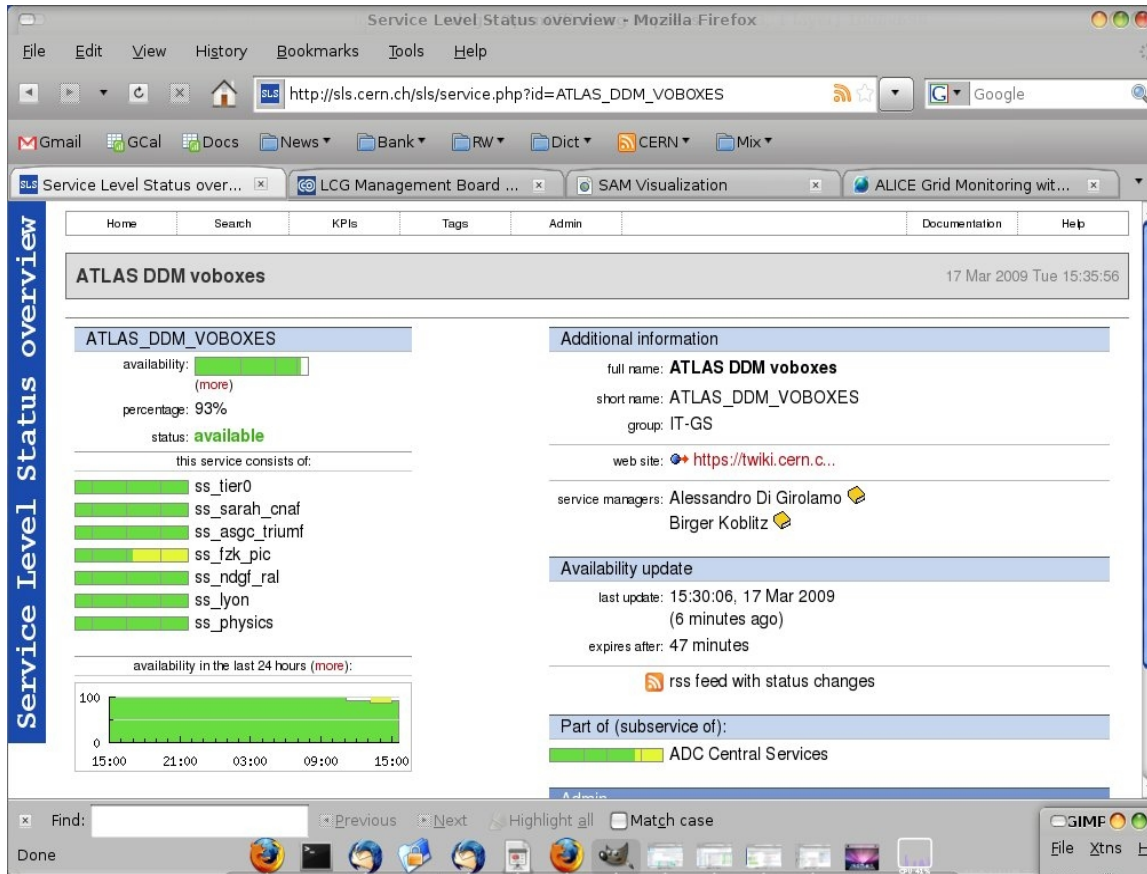 Service Level Status overview - Mozilla Firefox
File Edit View History Bookmarks Tools Help
SLS http://sls.cern.ch/sls/service.php?id=ATLAS_DDM_VOBOXES G Google
Gmail GCal Docs News Bank RW Dict CERN Mix
SLS Service Level Status over... LCG Management Board ... SAM Visualization ALICE Grid Monitoring wit...
Service Level Status overview
Home Search KPIs Tags Admin Documentation Help
ATLAS DDM voboxes 17 Mar 2009 Tue 15:35:56
ATLAS_DDM_VOBOXES
availability:
(more)
percentage: 93%
status: available
this service consists of:
ss_tier0
ss_sarah_cnaf
ss_asgc_triumf
ss_fzk_pic
ss_ndgf_ral
ss_lyon
ss_physics
availability in the last 24 hours (more):
100
0
15:00 21:00 03:00 09:00 15:00
Additional information
full name: ATLAS DDM voboxes
short name: ATLAS_DDM_VOBOXES
group: IT-GS
web site: https://twiki.cern.c...
service managers: Alessandro Di Girolamo
Birger Koblitz
Availability update
last update: 15:30:06, 17 Mar 2009
(6 minutes ago)
expires after: 47 minutes
rss feed with status changes
Part of (subservice of):
ADC Central Services
Admin
Find: Previous Next Highlight all Match case
GIMP
Done
File Xtns H